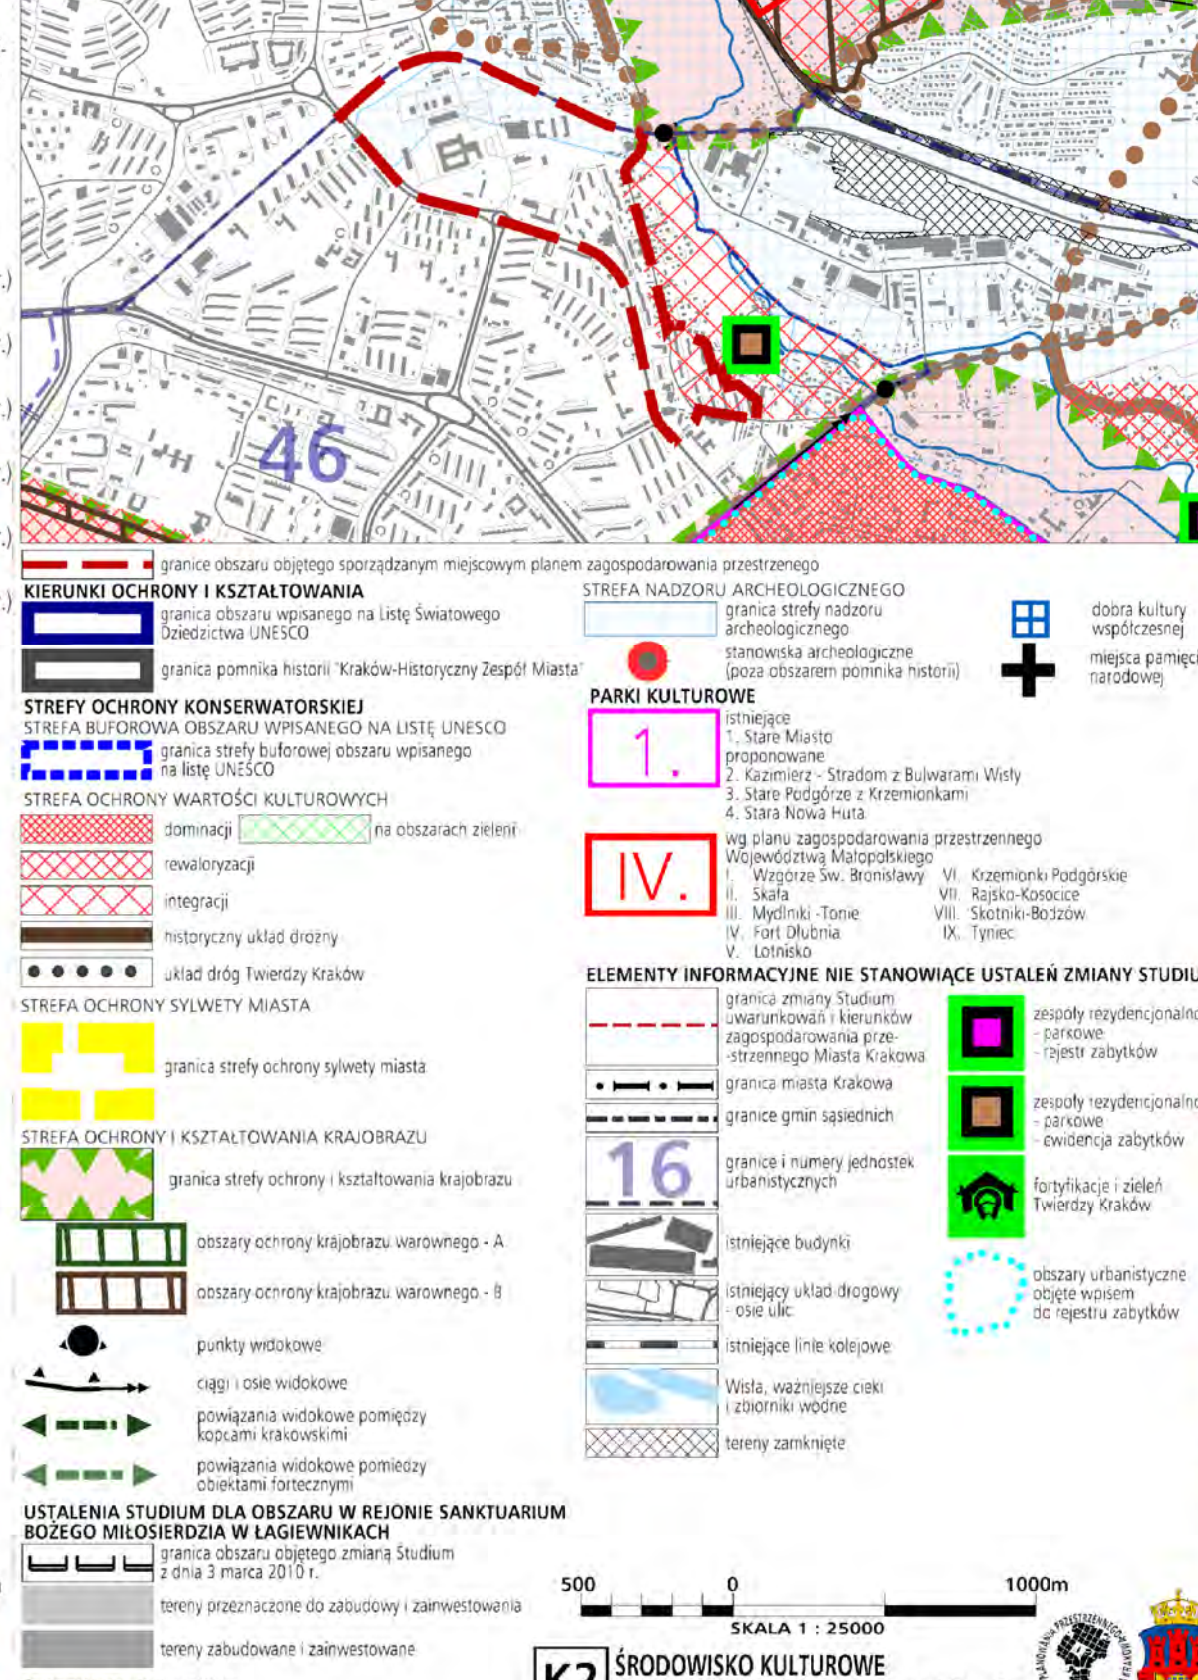 46
granice obszaru objętego sporządzanym miejscowym planem zagospodarowania przestrzenego
KIERUNKI OCHRONY I KSZTAŁTOWANIA
granica obszaru wpisanego na Listę Światowego
Dziedzictwa UNESCO
granica pomnika historii "Kraków-Historyczny Zespół Miasta"
STREFY OCHRONY KONSERWATORSKIEJ
STREFA BUFOROWA OBSZARU WPISANEGO NA LISTĘ UNESCO
granica strefy buforowej obszaru wpisanego
na listę UNESCO
STREFA OCHRONY WARTOŚCI KULTUROWYCH
dominacji
na obszarach zieleni
rewaloryzacji
integracji
historyczny układ drożny
układ dróg Twierdzy Kraków
STREFA OCHRONY SYLWETY MIASTA
granica strefy ochrony sylwety miasta
STREFA OCHRONY I KSZTAŁTOWANIA KRAJOBRAZU
granica strefy ochrony i kształtowania krajobrazu
obszary ochrony krajobrazu warownego - A
obszary ochrony krajobrazu warownego - B
punkty widokowe
ciągi i osie widokowe
powiązania widokowe pomiędzy
kopcami krakowskimi
powiązania widokowe pomiedzy
obiektami fortecznymi
USTALENIA STUDIUM DLA OBSZARU W REJONIE SANKTUARIUM
BOŻEGO MIŁOSIERDZIA W ŁAGIEWNIKACH
granica obszaru objętego zmianą Studium
z dnia 3 marca 2010 r.
tereny przeznaczone do zabudowy i zainwestowania
tereny zabudowane i zainwestowane
STREFA NADZORU ARCHEOLOGICZNEGO
granica strefy nadzoru
archeologicznego
stanowiska archeologiczne
(poza obszarem pomnika historii)
dobra kultury
współczesnej
miejsca pamięci
narodowej
PARKI KULTUROWE
1.
istniejące
1. Stare Miasto
proponowane
2. Kazimierz - Stradom z Bulwarami Wisły
3. Stare Podgórze z Krzemionkami
4. Stara Nowa Huta
IV.
wg planu zagospodarowania przestrzennego
Województwa Małopolskiego
I. Wzgórze Św. Bronisławy
II. Skała
III. Mydlniki -Tonie
IV. Fort Dłubnia
V. Lotnisko
VI. Krzemionki Podgórskie
VII. Rajsko-Kosocice
VIII. Skotniki-Bodzów
IX. Tyniec
ELEMENTY INFORMACYJNE NIE STANOWIĄCE USTALEŃ ZMIANY STUDIU
granica zmiany Studium
uwarunkowań i kierunków
zagospodarowania prze-
-strzennego Miasta Krakowa
granica miasta Krakowa
granice gmin sąsiednich
16
granice i numery jednostek
urbanistycznych
istniejące budynki
istniejący układ drogowy
- osie ulic
istniejące linie kolejowe
Wisła, ważniejsze cieki
i zbiorniki wodne
tereny zamknięte
zespoły rezydencjonalno
- parkowe
- rejestr zabytków
zespoły rezydencjonalno
- parkowe
- ewidencja zabytków
fortyfikacje i zieleń
Twierdzy Kraków
obszary urbanistyczne
objęte wpisem
do rejestru zabytków
500 0 1000m
SKALA 1 : 25000
K2
ŚRODOWISKO KULTUROWE